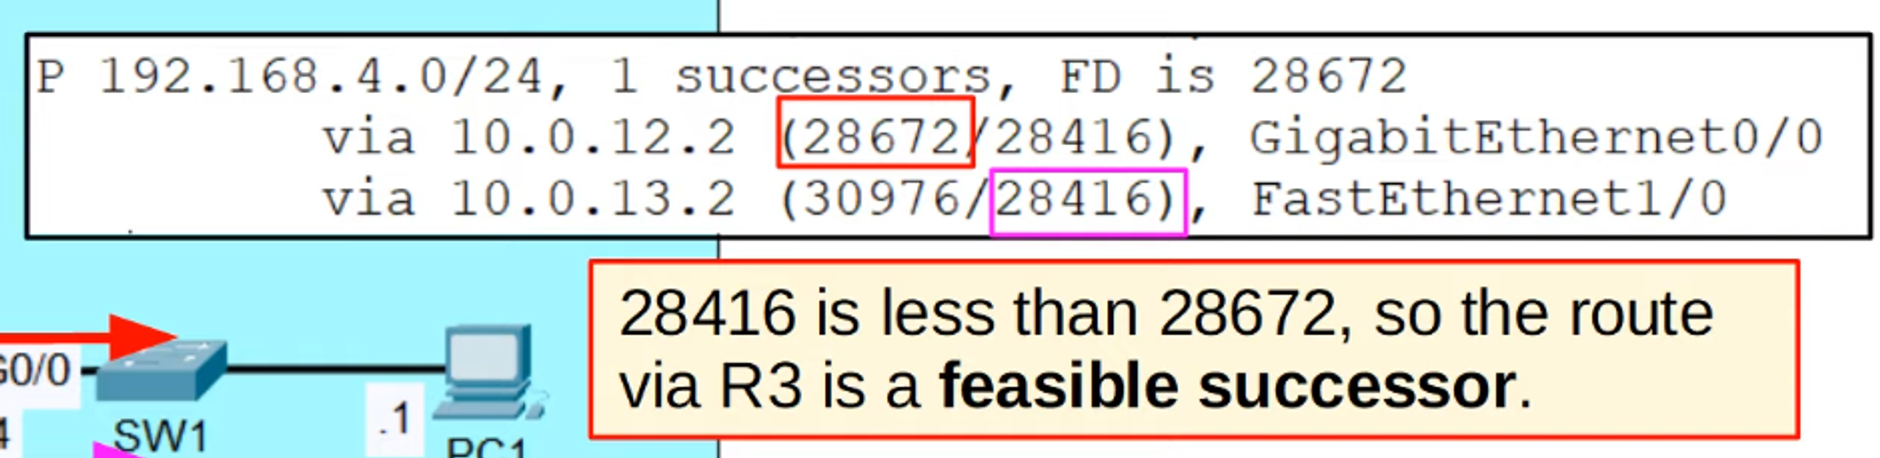 P 192.168.4.0/24, 1 successors, FD is 28672
via 10.0.12.2 (28672/28416), GigabitEthernet0/0
via 10.0.13.2 (30976/28416), FastEthernet1/0
28416 is less than 28672, so the route
via R3 is a feasible successor.
G0/0
SW1
.1
PC1
4